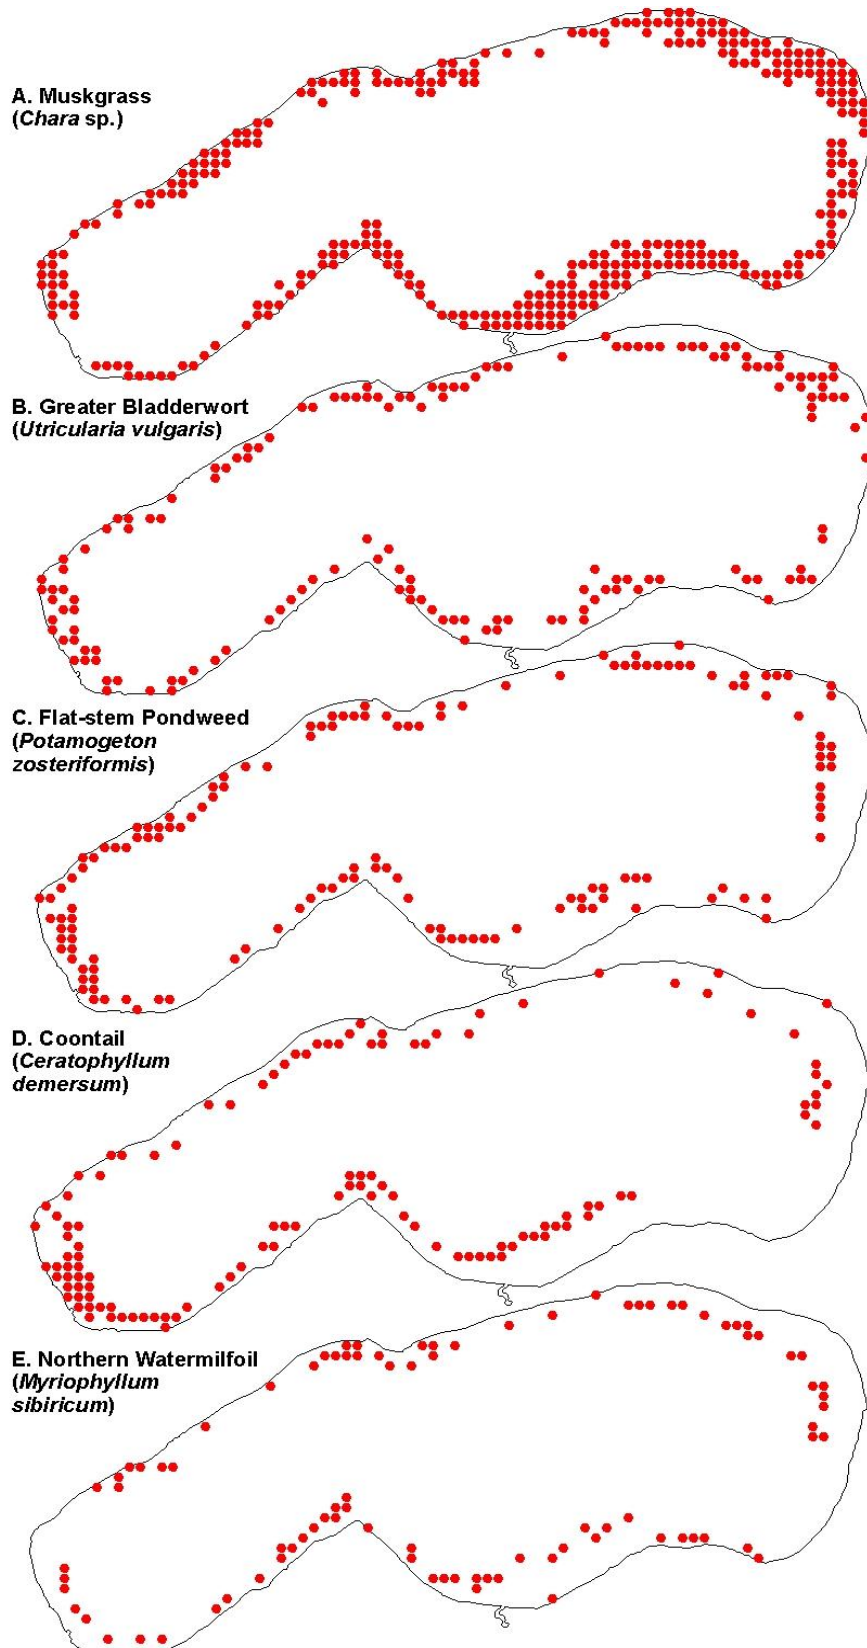 A. Muskgrass
(Chara sp.)
B. Greater Bladderwort
(Utricularia vulgaris)
C. Flat-stem Pondweed
(Potamogeton
zosteriformis)
D. Coontail
(Ceratophyllum
demersum)
E. Northern Watermilfoil
(Myriophyllum
sibiricum)